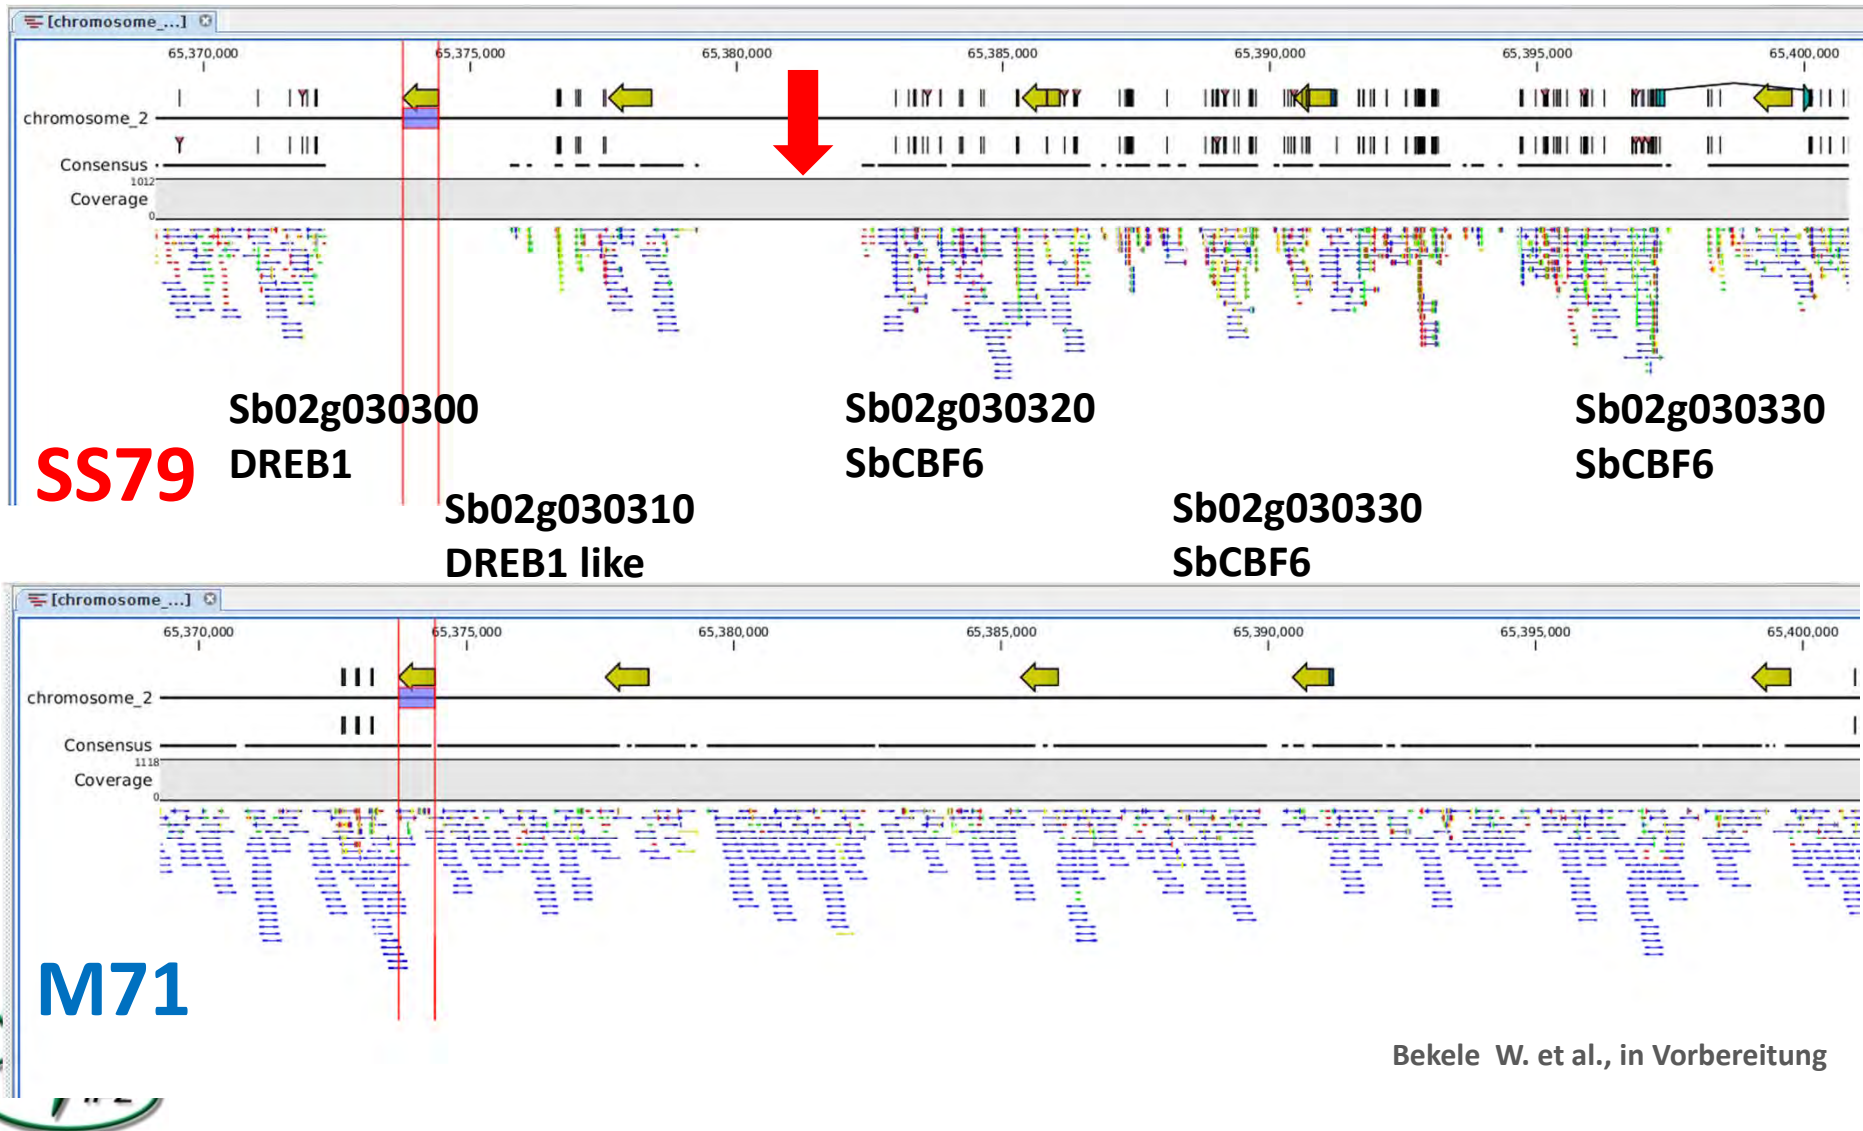 [chromosome_...]
65,370,000 65,375,000 65,380,000 65,385,000 65,390,000 65,395,000 65,400,000
chromosome_2
Consensus
1012
Coverage
0
Sb02g030300
DREB1
Sb02g030320
SbCBF6
Sb02g030330
SbCBF6
SS79
Sb02g030310
DREB1 like
Sb02g030330
SbCBF6
[chromosome_...]
65,370,000 65,375,000 65,380,000 65,385,000 65,390,000 65,395,000 65,400,000
chromosome_2
Consensus
1118
Coverage
0
M71
Bekele W. et al., in Vorbereitung